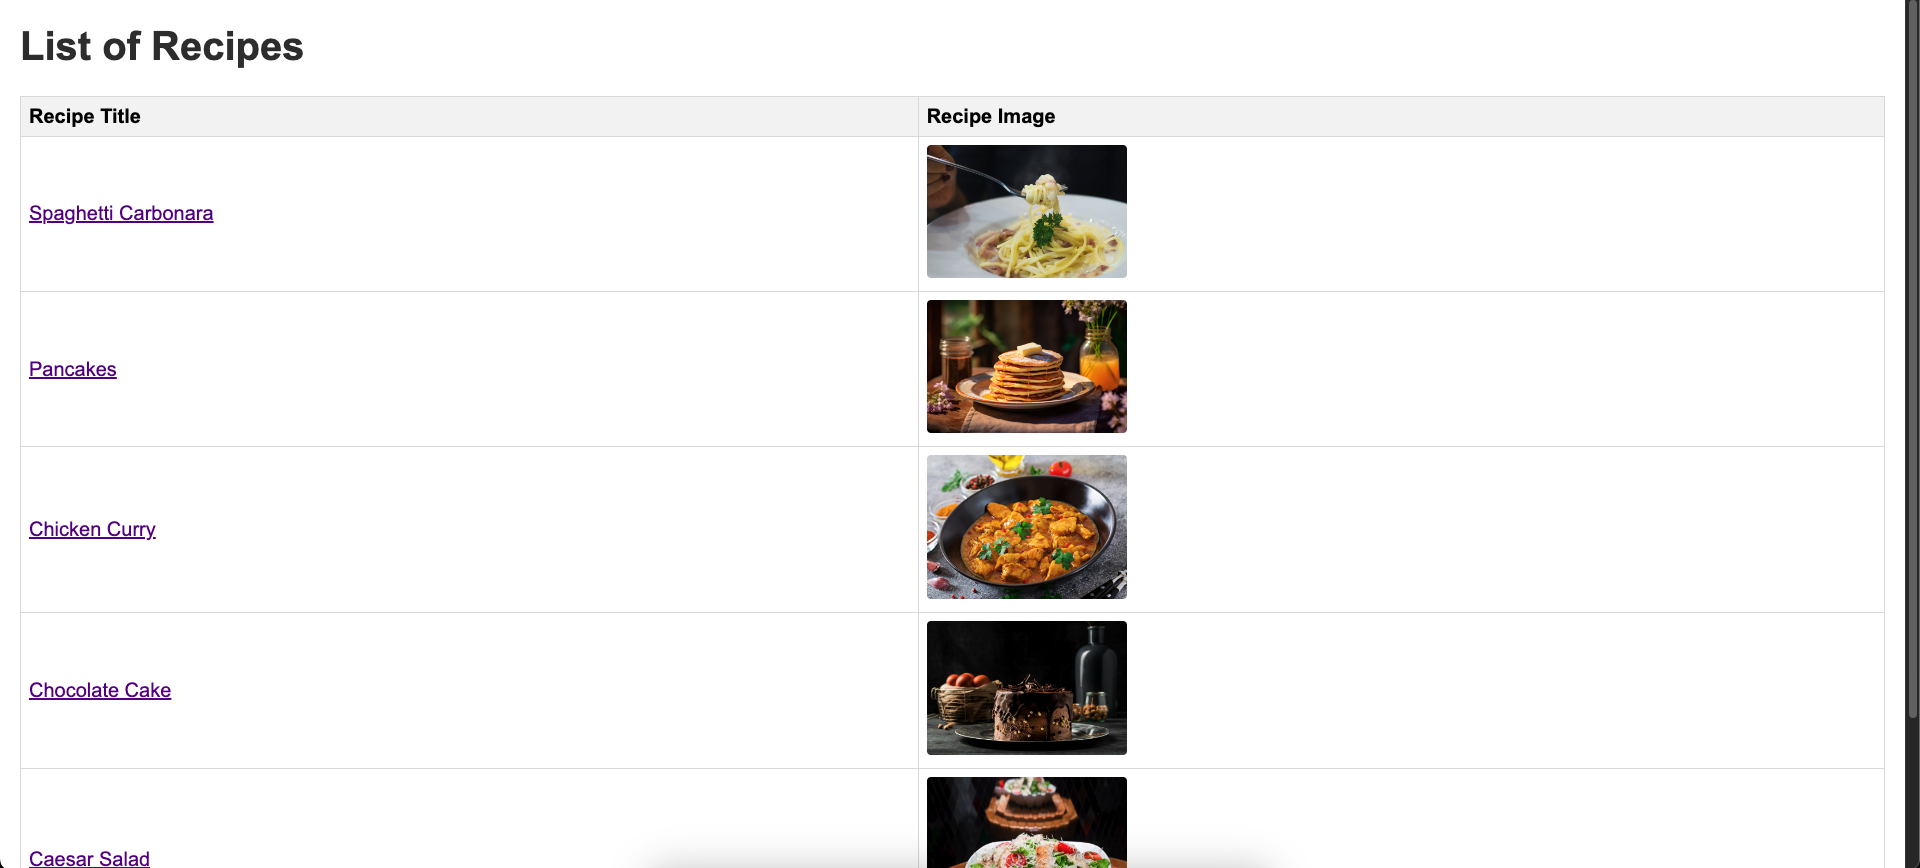 List of Recipes
Recipe Title Recipe Image
Spaghetti Carbonara
Pancakes
Chicken Curry
Chocolate Cake
Caesar Salad